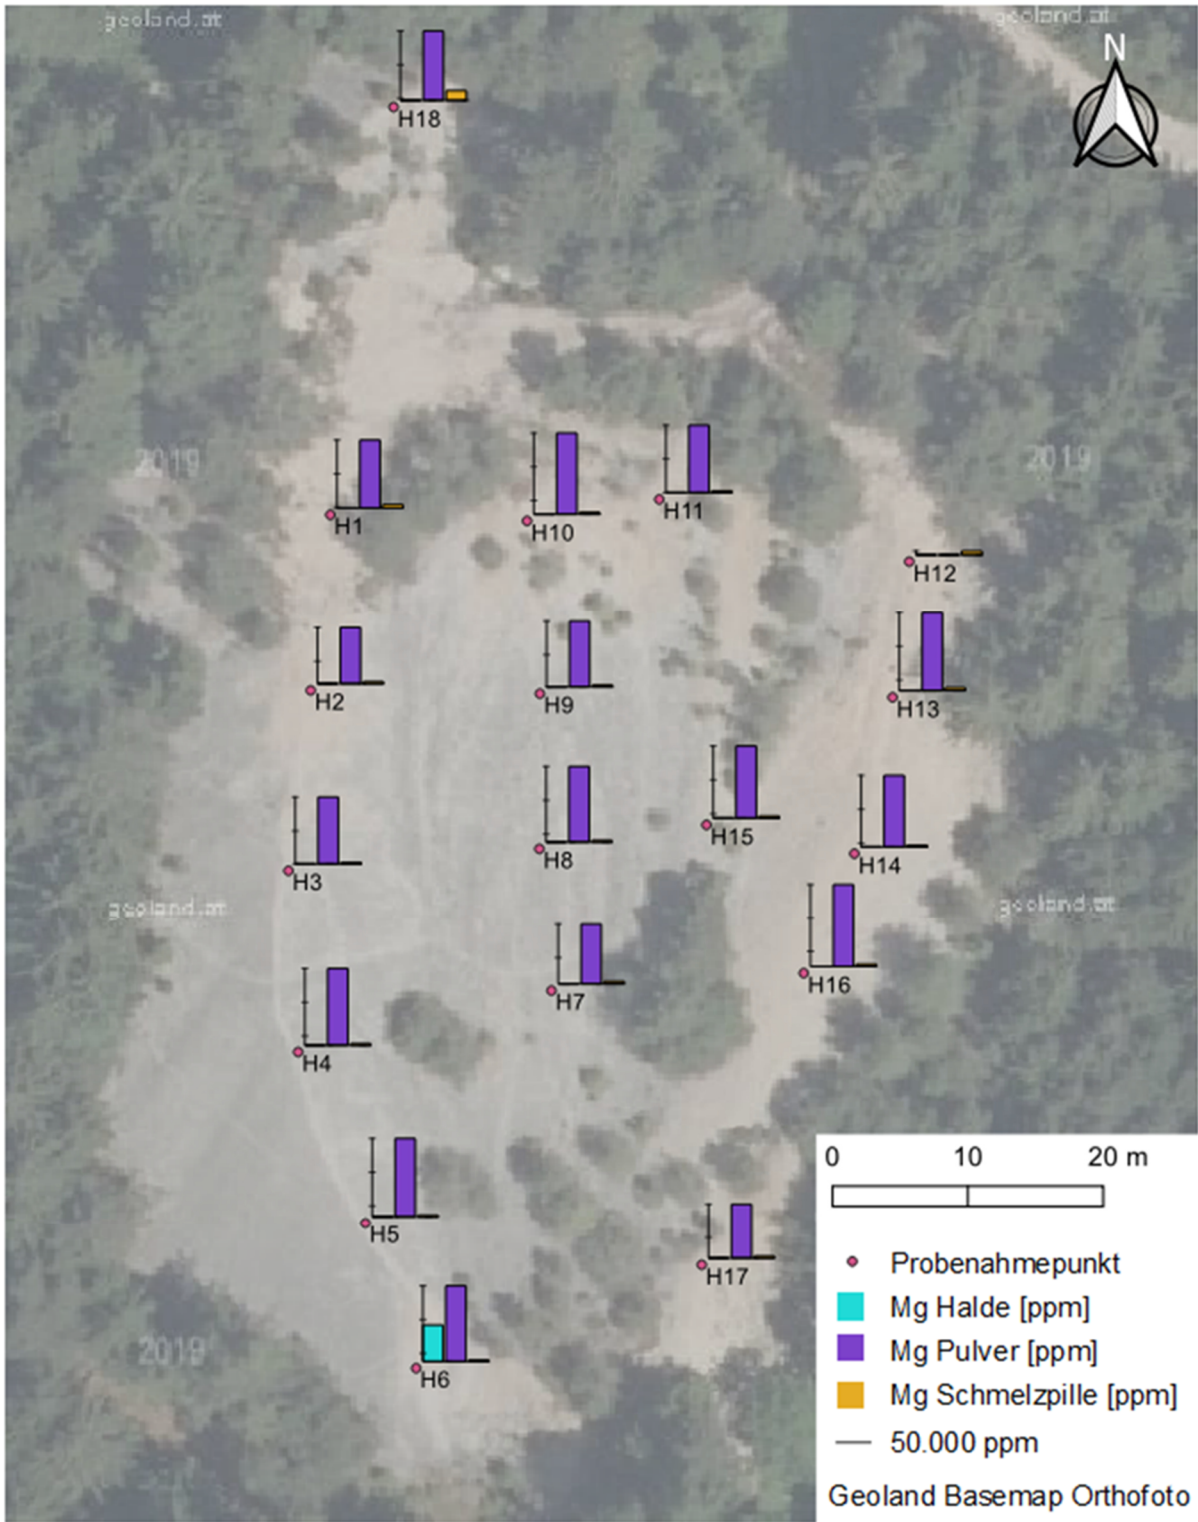 geoland.at
geoland.at
N
H18
2019
2019
H1
H10
H11
H12
H2
H9
H13
H3
H8
H15
H14
geoland.at
geoland.at
H4
H7
H16
H5
H17
2019
H6
0 10 20 m
Probenahmepunkt
Mg Halde [ppm]
Mg Pulver [ppm]
Mg Schmelzpille [ppm]
50.000 ppm
Geoland Basemap Orthofoto